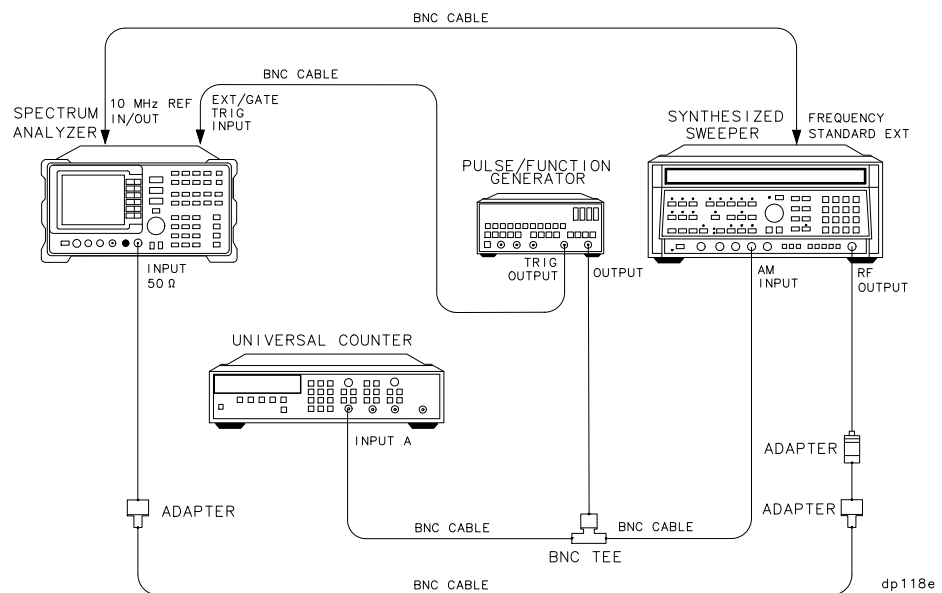 BNC CABLE
BNC CABLE
SPECTRUM
ANALYZER
10 MHz REF
IN/OUT
EXT/GATE
TRIG
INPUT
SYNTHESIZED
SWEEPER
FREQUENCY
STANDARD EXT
PULSE/FUNCTION
GENERATOR
INPUT
50 Ω
TRIG
OUTPUT
OUTPUT
AM
INPUT
RF
OUTPUT
UNIVERSAL COUNTER
INPUT A
ADAPTER
ADAPTER
ADAPTER
BNC CABLE
BNC CABLE
BNC TEE
BNC CABLE
dp118e